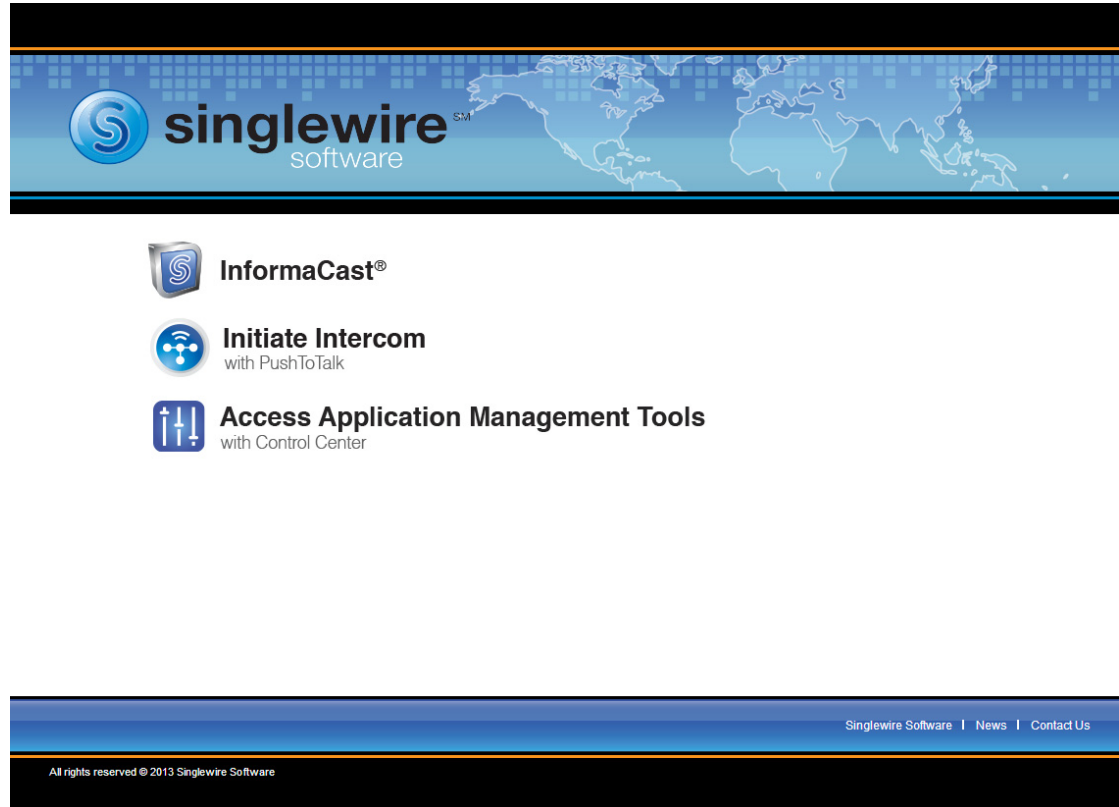 singlewire SM
software
InformaCast®
Initiate Intercom
with PushToTalk
Access Application Management Tools
with Control Center
Singlewire Software | News | Contact Us
All rights reserved © 2013 Singlewire Software